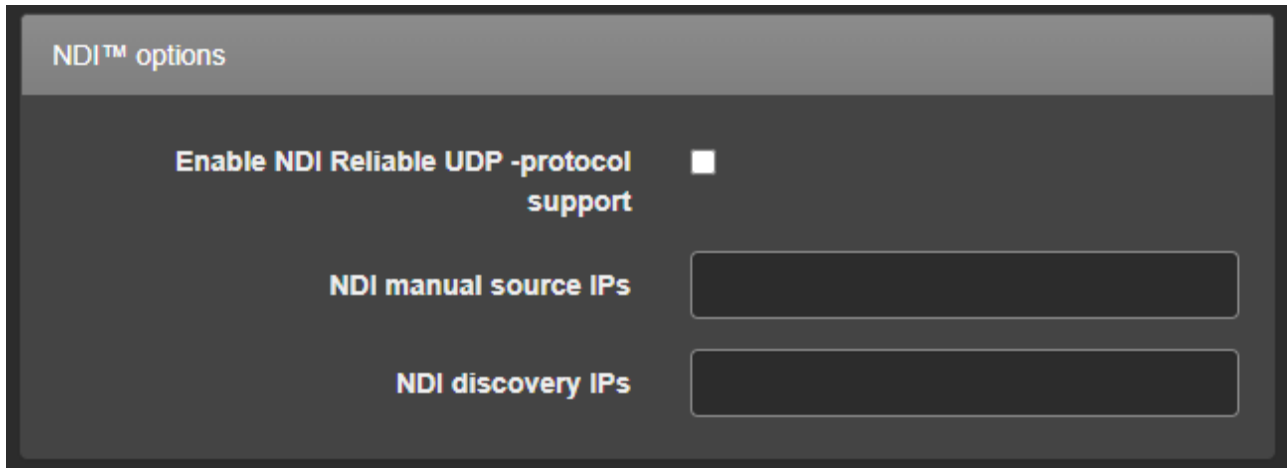 NDI™ options
Enable NDI Reliable UDP -protocol
support
NDI manual source IPs
NDI discovery IPs